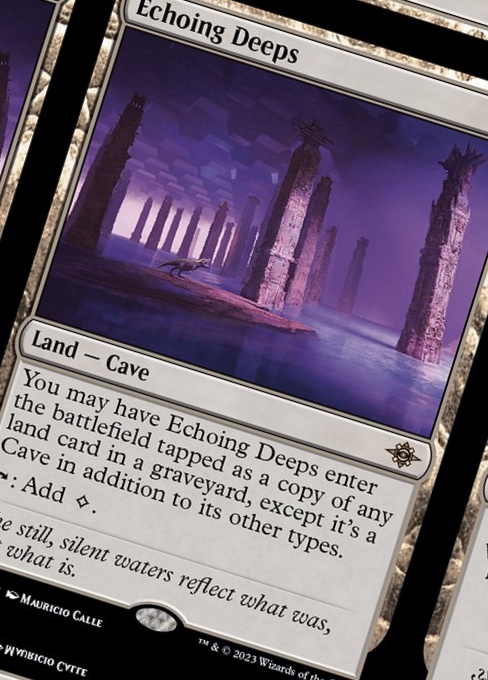 Echoing Deeps
Land — Cave
You may have Echoing Deeps enter
the battlefield tapped as a copy of any
land card in a graveyard, except it's a
Cave in addition to its other types.
: Add
still, silent waters reflect what was,
what is.
MAURICIO CALLE
™ & © 2023 Wizards of the
MAURICIO CALLE